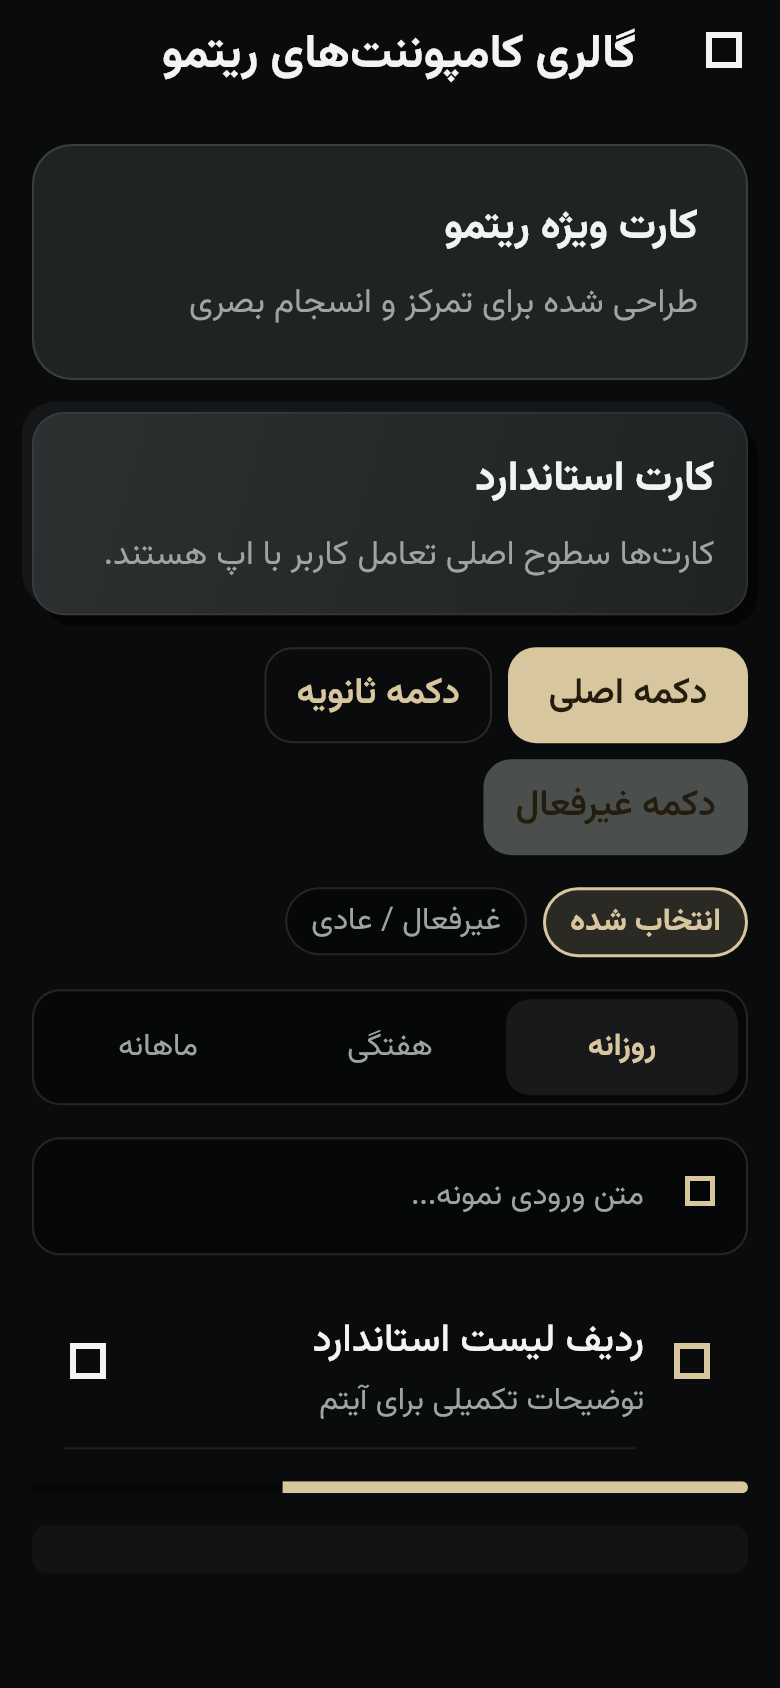 گالری کامپوننت‌های ریتمو
کارت ویژه ریتمو
طراحی شده برای تمرکز و انسجام بصری
کارت استاندارد
کارت‌ها سطوح اصلی تعامل کاربر با اپ هستند.
دکمه اصلی
دکمه ثانویه
دکمه غیرفعال
انتخاب شده
غیرفعال / عادی
روزانه
هفتگی
ماهانه
متن ورودی نمونه...
ردیف لیست استاندارد
توضیحات تکمیلی برای آیتم